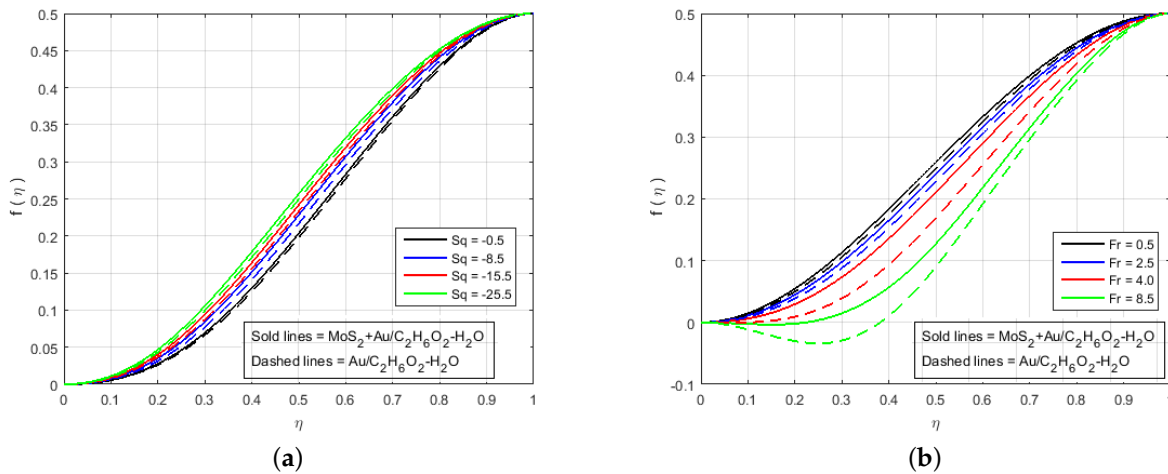 0.5
0.45
0.4
0.35
0.3
0.25
0.2
0.15
0.1
0.05
0
f ( η )
Sq = -0.5
Sq = -8.5
Sq = -15.5
Sq = -25.5
Sold lines = MoS2+Au/C2H6O2-H2O
Dashed lines = Au/C2H6O2-H2O
0 0.1 0.2 0.3 0.4 0.5 0.6 0.7 0.8 0.9 1
η
(a)
0.5
0.4
0.3
0.2
0.1
0
-0.1
f ( η )
Fr = 0.5
Fr = 2.5
Fr = 4.0
Fr = 8.5
Sold lines = MoS2+Au/C2H6O2-H2O
Dashed lines = Au/C2H6O2-H2O
0 0.1 0.2 0.3 0.4 0.5 0.6 0.7 0.8 0.9 1
η
(b)